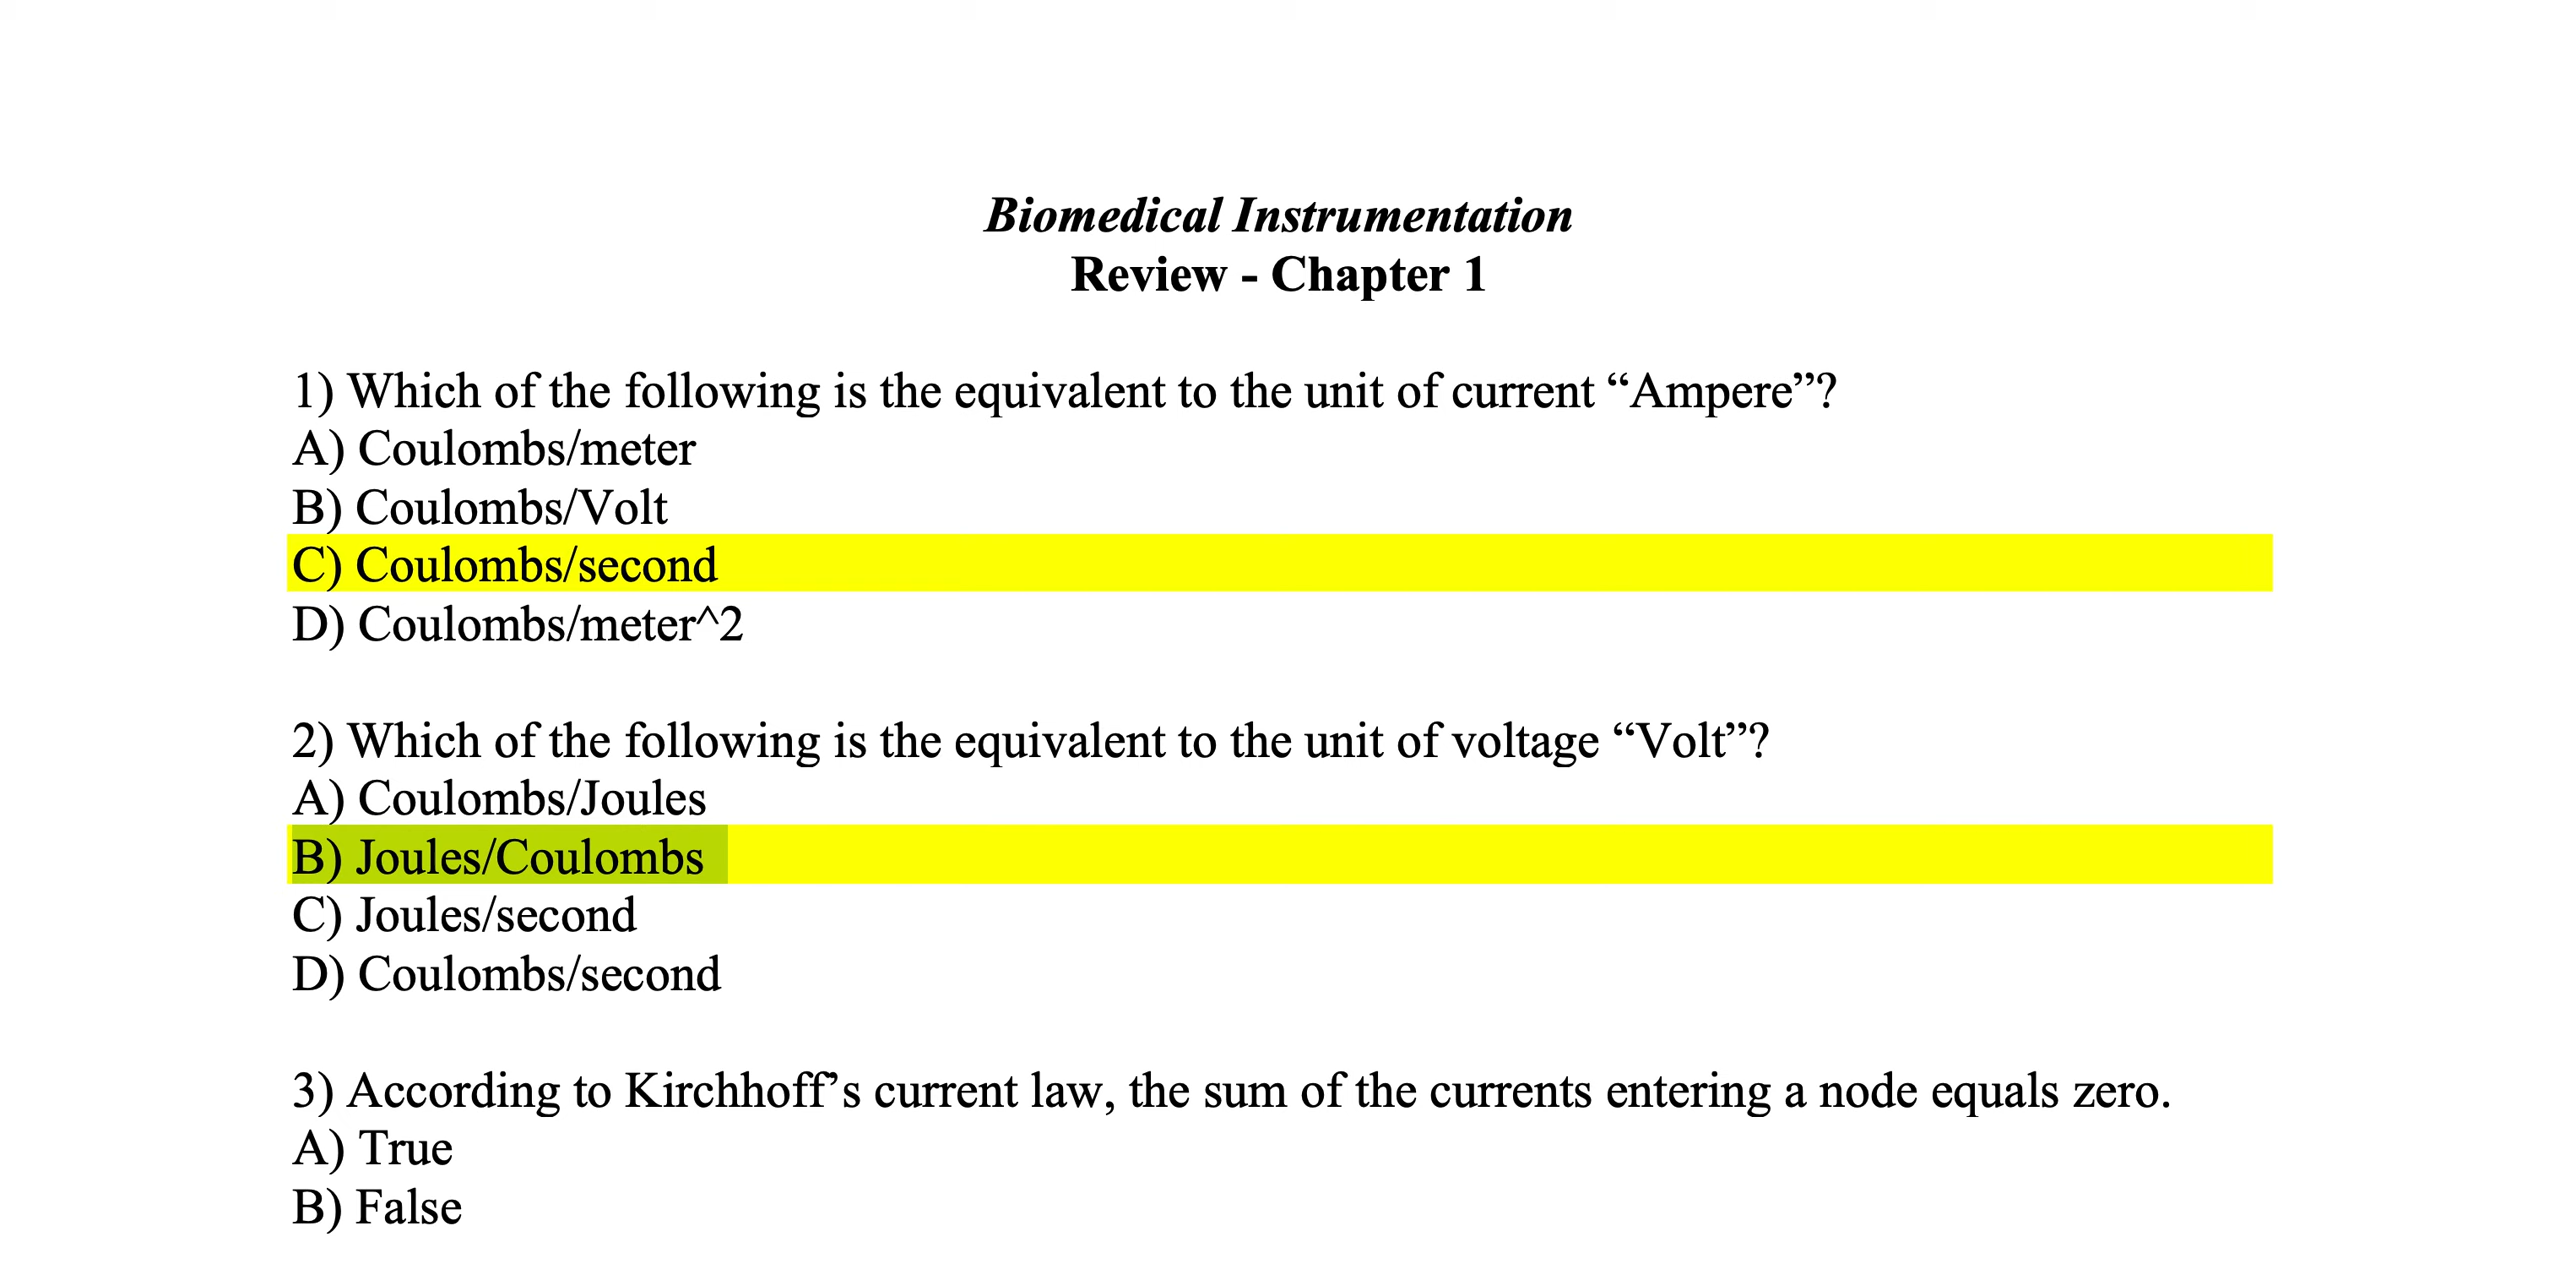 Biomedical Instrumentation
Review - Chapter 1
1) Which of the following is the equivalent to the unit of current “Ampere”?
A) Coulombs/meter
B) Coulombs/Volt
C) Coulombs/second
D) Coulombs/meter^2
2) Which of the following is the equivalent to the unit of voltage “Volt”?
A) Coulombs/Joules
B) Joules/Coulombs
C) Joules/second
D) Coulombs/second
3) According to Kirchhoff’s current law, the sum of the currents entering a node equals zero.
A) True
B) False